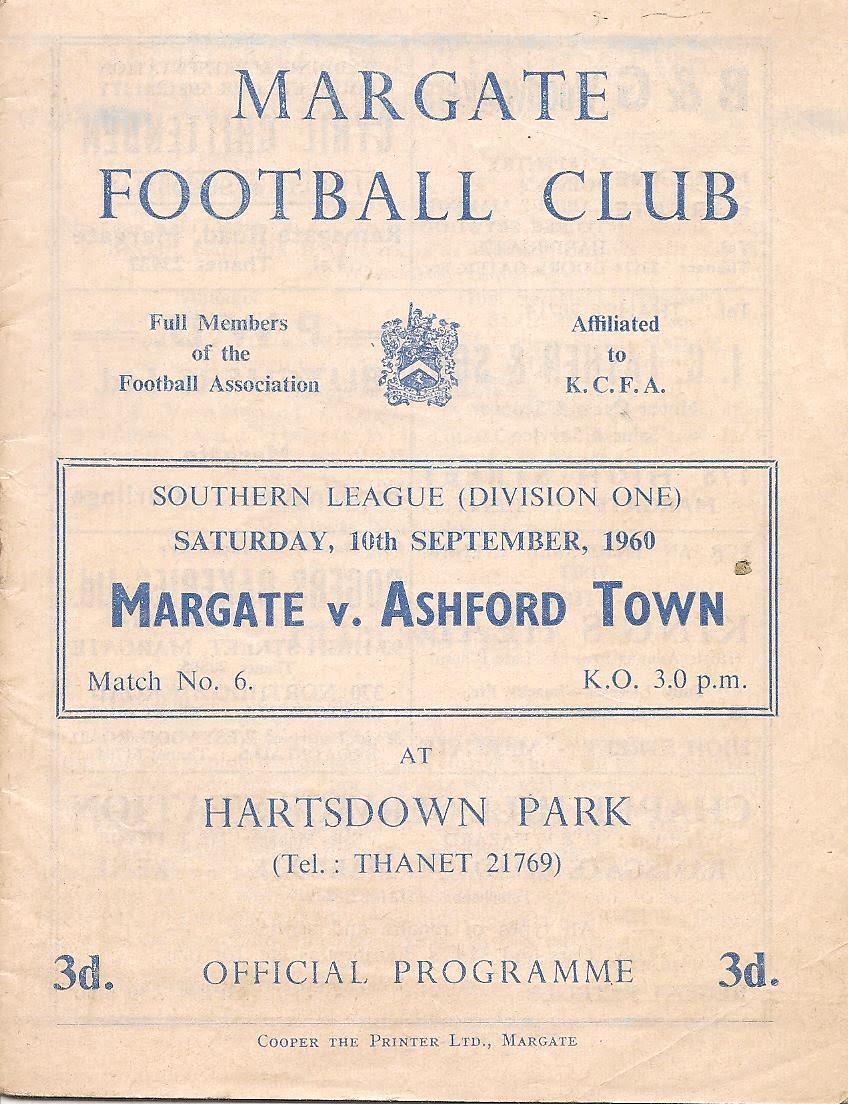 MARGATE
FOOTBALL CLUB
Full Members
of the
Football Association
Affiliated
to
K.C.F.A.
SOUTHERN LEAGUE (DIVISION ONE)
SATURDAY, 10th SEPTEMBER, 1960
MARGATE v. ASHFORD TOWN
Match No. 6.
K.O. 3.0 p.m.
AT
HARTSDOWN PARK
(Tel. : THANET 21769)
3d. OFFICIAL PROGRAMME 3d.
COOPER THE PRINTER LTD., MARGATE